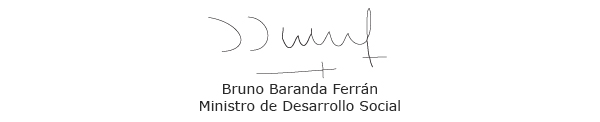 Bruno Baranda Ferrán
Ministro de Desarrollo Social